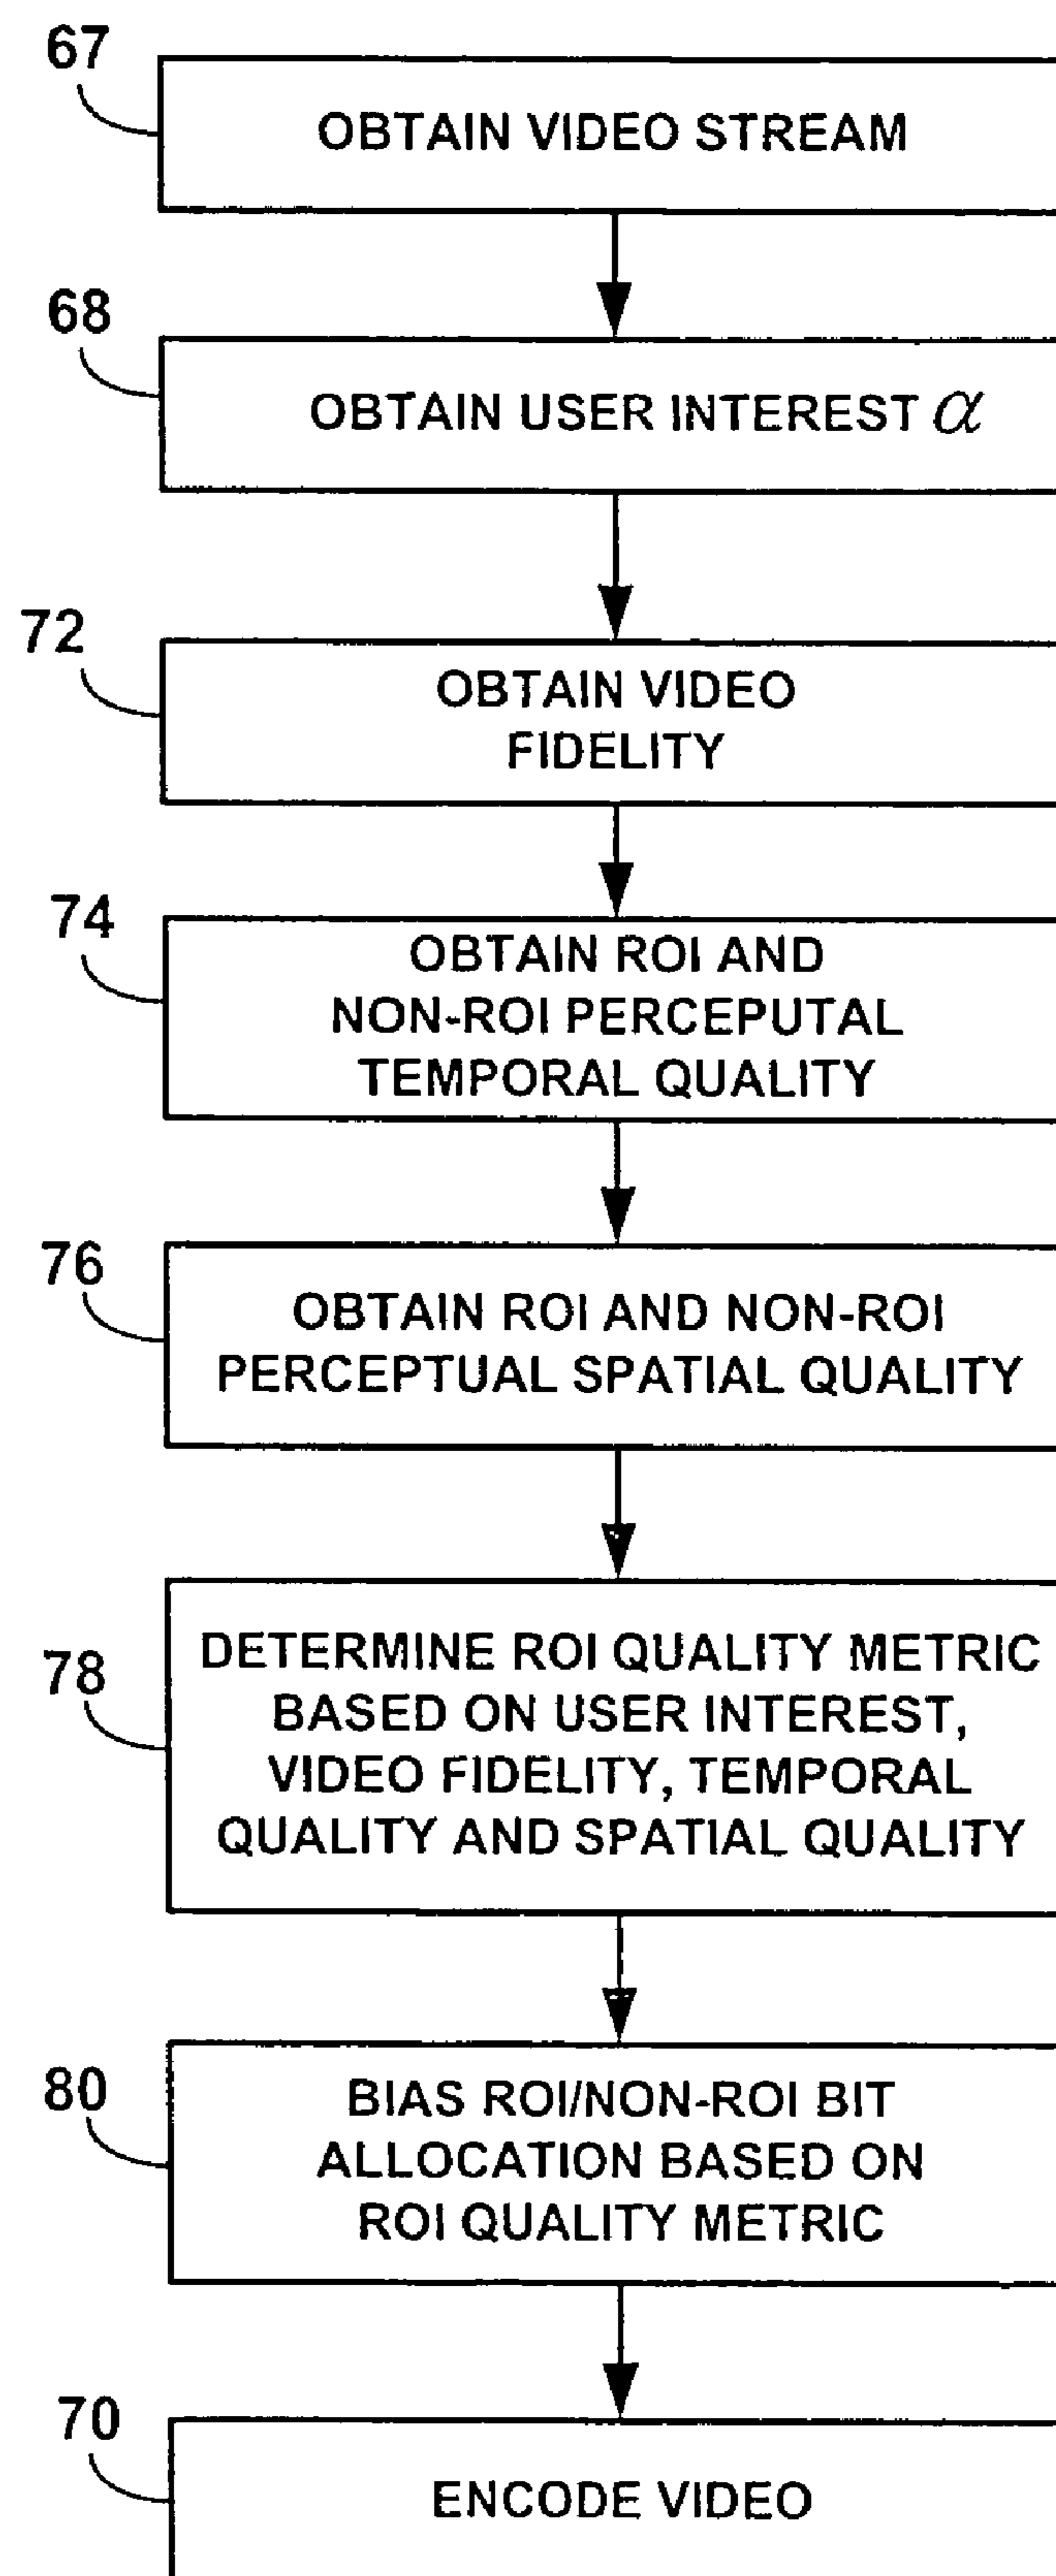 67
OBTAIN VIDEO STREAM
68
OBTAIN USER INTEREST α
72
OBTAIN VIDEO
FIDELITY
74
OBTAIN ROI AND
NON-ROI PERCEPUTAL
TEMPORAL QUALITY
76
OBTAIN ROI AND NON-ROI
PERCEPTUAL SPATIAL QUALITY
78
DETERMINE ROI QUALITY METRIC
BASED ON USER INTEREST,
VIDEO FIDELITY, TEMPORAL
QUALITY AND SPATIAL QUALITY
80
BIAS ROI/NON-ROI BIT
ALLOCATION BASED ON
ROI QUALITY METRIC
70
ENCODE VIDEO